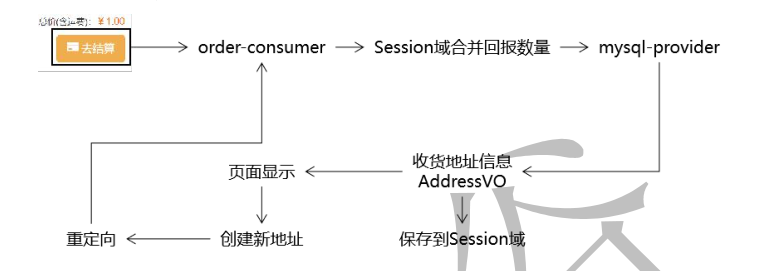 总价(含运费)：￥1.00
去结算
order-consumer
Session域合并回报数量
mysql-provider
收货地址信息
AddressVO
页面显示
重定向
创建新地址
保存到Session域